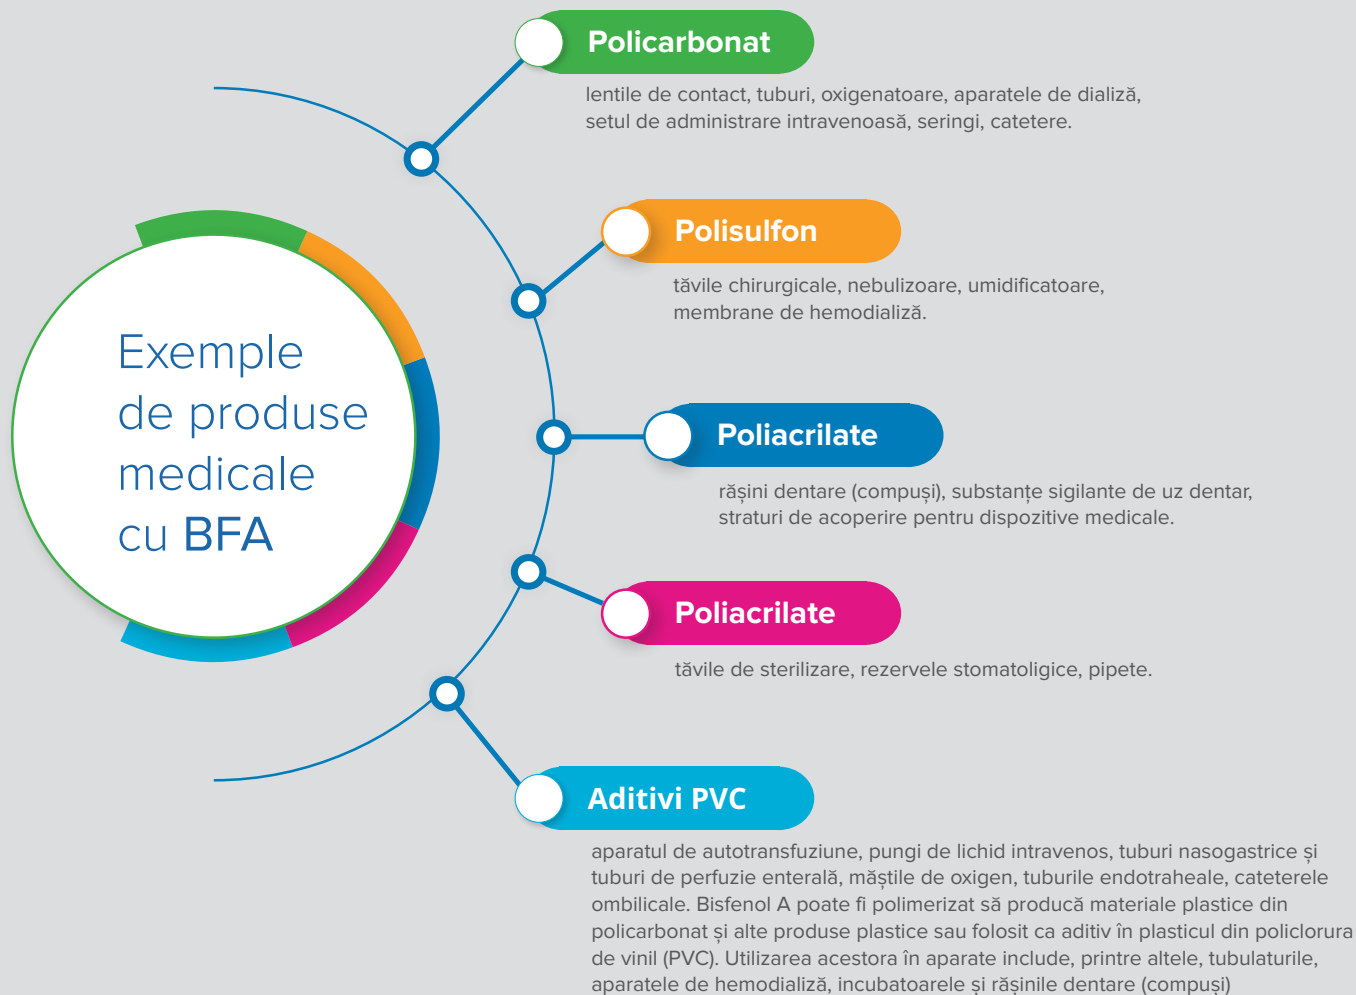 Policarbonat
lentile de contact, tuburi, oxigenatoare, aparatele de dializă,
setul de administrare intravenoasă, seringi, catetere.
Polisulfon
tăvile chirurgicale, nebulizoare, umidificatoare,
membrane de hemodializă.
Exemple
de produse
medicale
cu BFA
Poliacrilate
rășini dentare (compuși), substanțe sigilante de uz dentar,
straturi de acoperire pentru dispozitive medicale.
Poliacrilate
tăvile de sterilizare, rezervele stomatoligice, pipete.
Aditivi PVC
aparatul de autotransfuziune, pungi de lichid intravenos, tuburi nasogastrice și
tuburi de perfuzie enterală, măștile de oxigen, tuburile endotraheale, cateterele
ombilicale. Bisfenol A poate fi polimerizat să producă materiale plastice din
policarbonat și alte produse plastice sau folosit ca aditiv în plasticul din policlorura
de vinil (PVC). Utilizarea acestora în aparate include, printre altele, tubulaturile,
aparatele de hemodializă, incubatoarele și rășinile dentare (compuși)